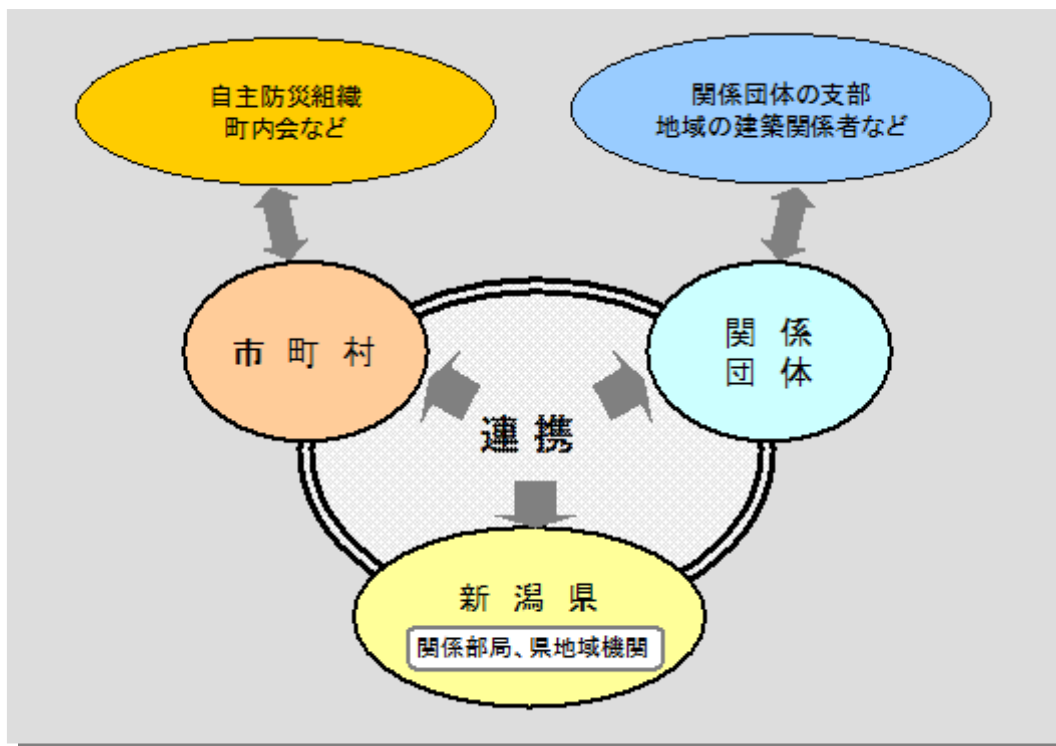 自主防災組織
町内会など
関係団体の支部
地域の建築関係者など
市 町 村
関 係
団 体
連 携
新 潟 県
関係部局、県地域機関